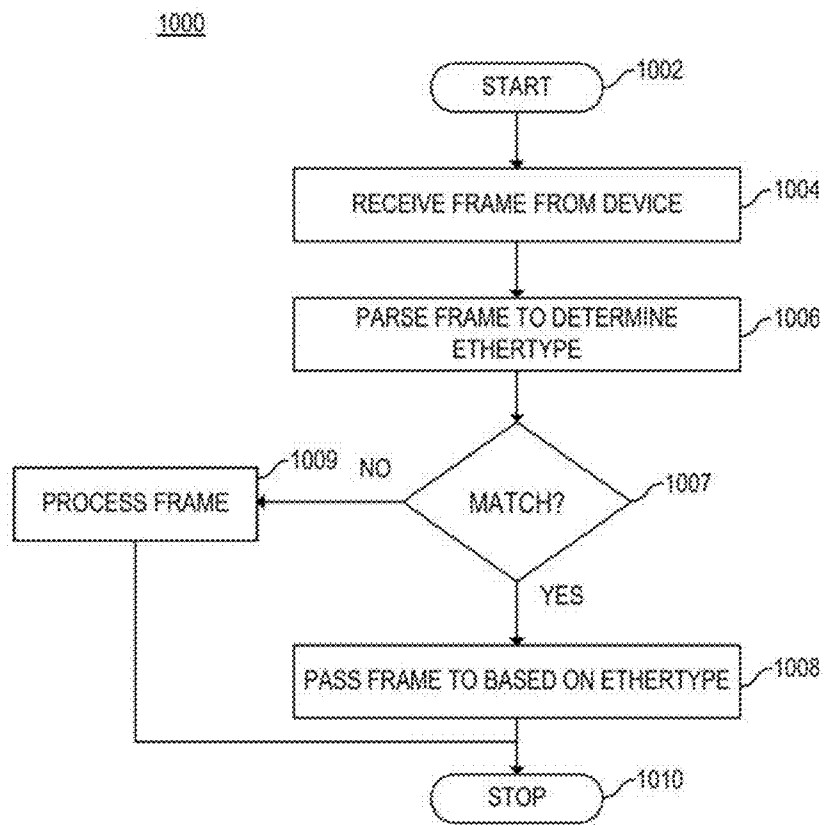 1000
START
1002
RECEIVE FRAME FROM DEVICE
1004
PARSE FRAME TO DETERMINE
ETHERTYPE
1006
MATCH?
1007
NO
1009
PROCESS FRAME
YES
PASS FRAME TO BASED ON ETHERTYPE
1008
STOP
1010